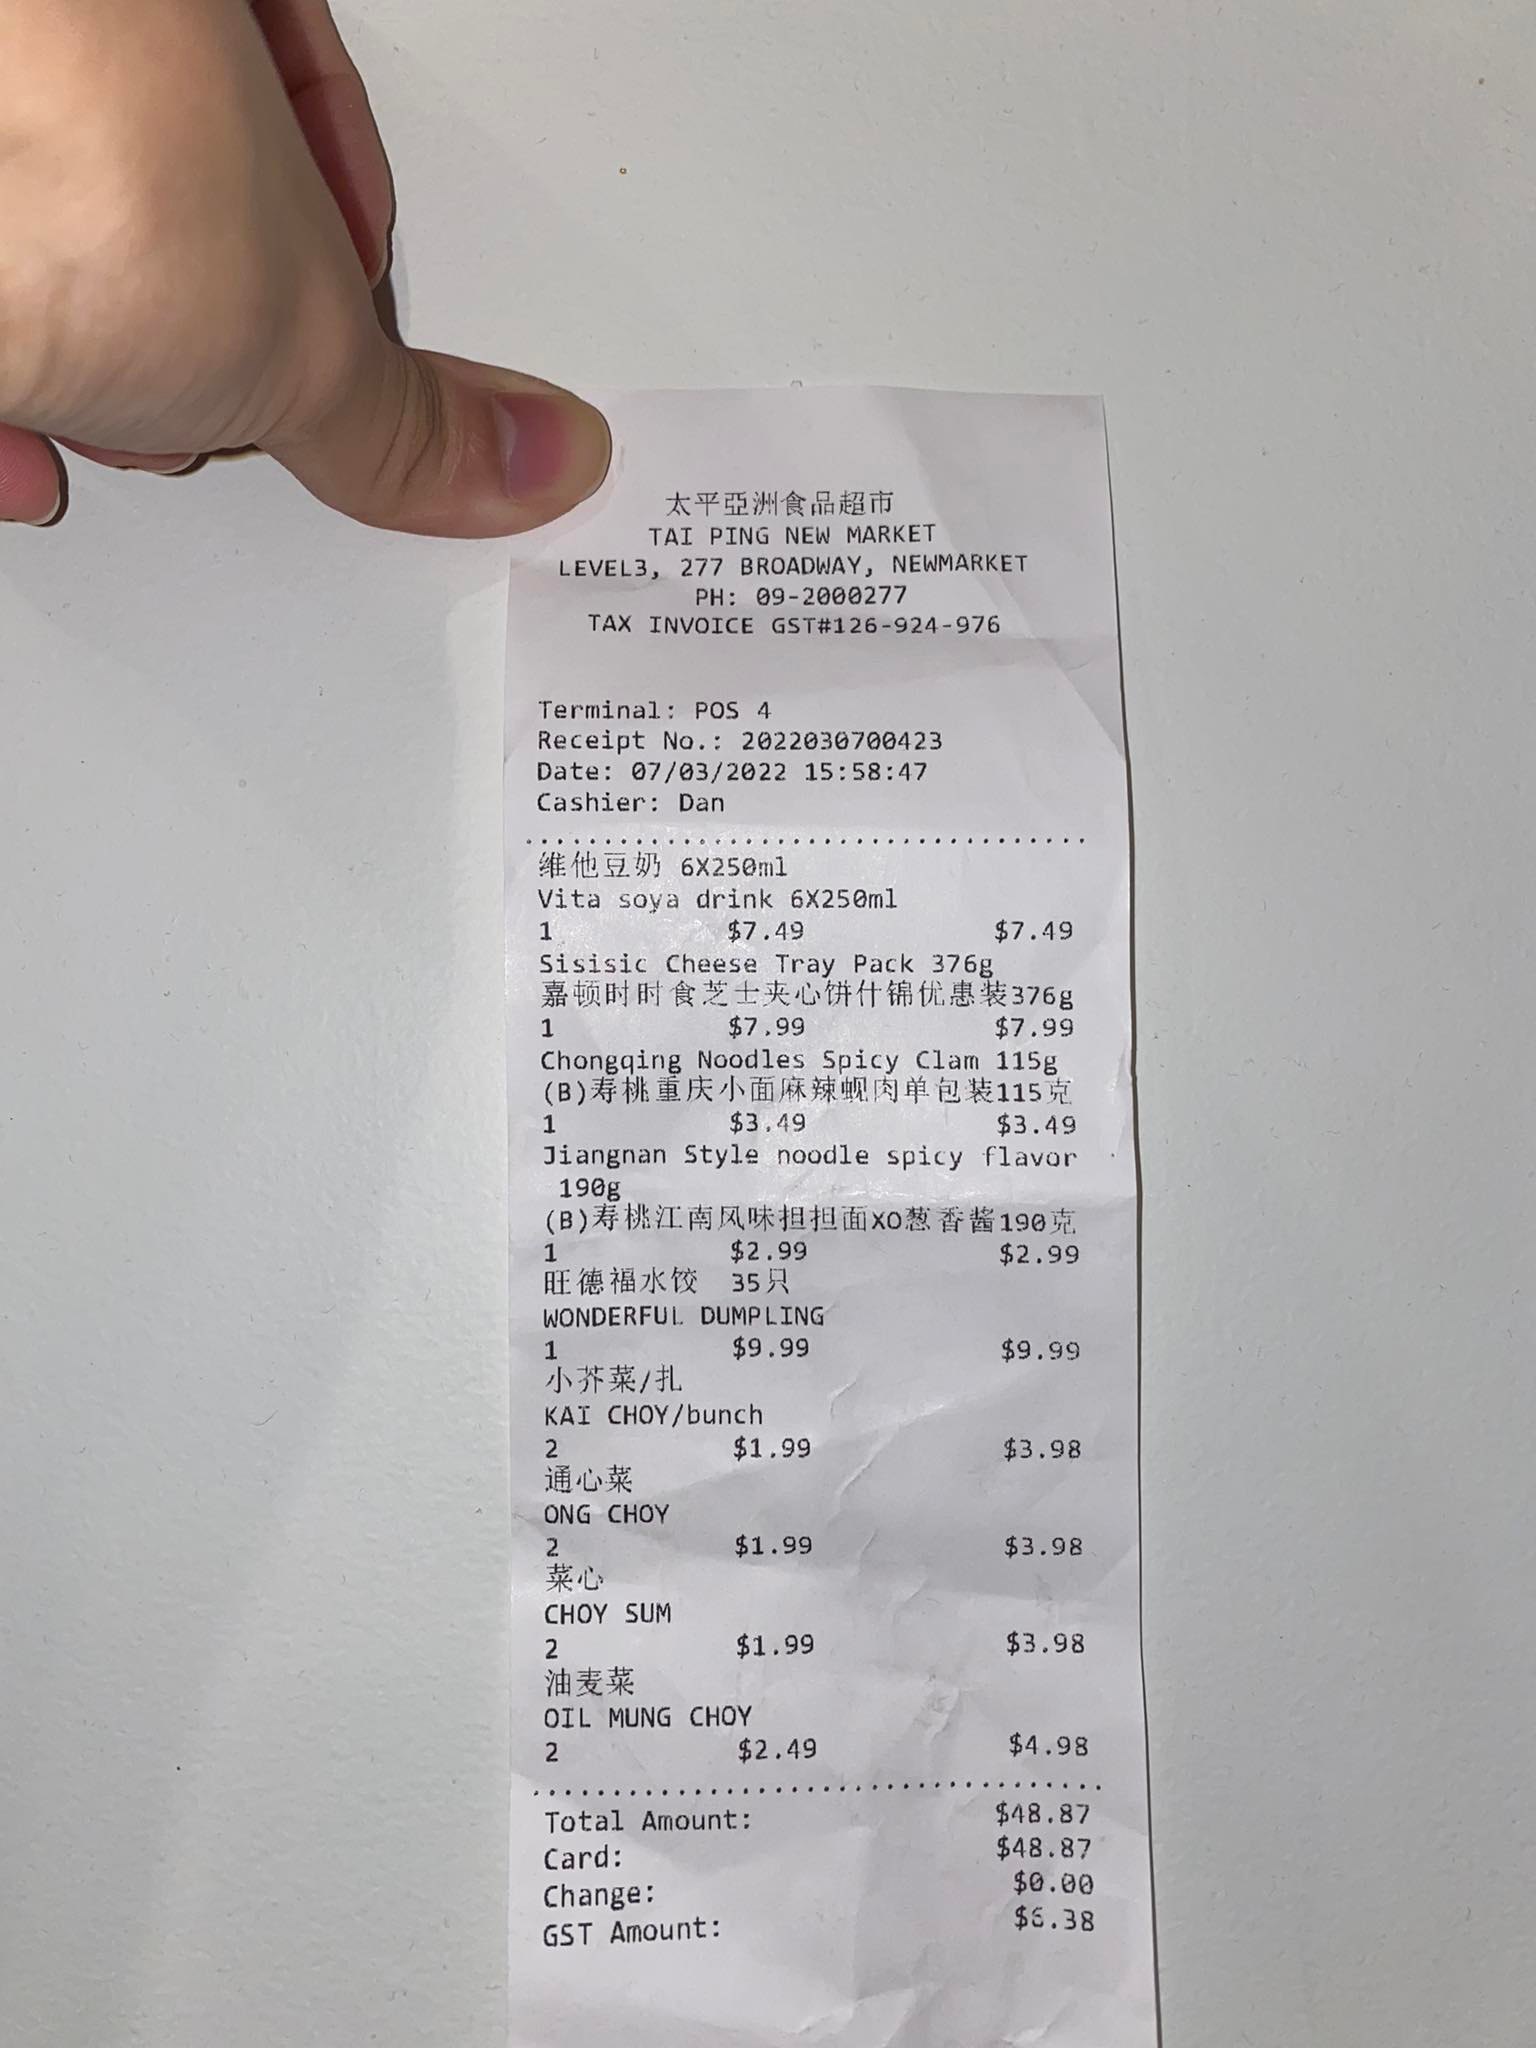 太平亞洲食品超市
TAI PING NEW MARKET
LEVEL3, 277 BROADWAY, NEWMARKET
PH: 09-2000277
TAX INVOICE GST#126-924-976
Terminal: POS 4
Receipt No.: 2022030700423
Date: 07/03/2022 15:58:47
Cashier: Dan
维他豆奶 6X250ml
Vita soya drink 6X250ml
1 $7.49 $7.49
Sisisic Cheese Tray Pack 376g
嘉顿时时食芝士夹心饼什锦优惠装376g
1 $7.99 $7.99
Chongqing Noodles Spicy Clam 115g
(B)寿桃重庆小面麻辣蚬肉单包装115克
1 $3.49 $3.49
Jiangnan Style noodle spicy flavor
190g
(B)寿桃江南风味担担面XO葱香酱190克
1 $2.99 $2.99
旺德福水饺 35只
WONDERFUL DUMPLING
1 $9.99 $9.99
小芥菜/扎
KAI CHOY/bunch
2 $1.99 $3.98
通心菜
ONG CHOY
2 $1.99 $3.98
菜心
CHOY SUM
2 $1.99 $3.98
油麦菜
OIL MUNG CHOY
2 $2.49 $4.98
Total Amount: $48.87
Card: $48.87
Change: $0.00
GST Amount: $6.38